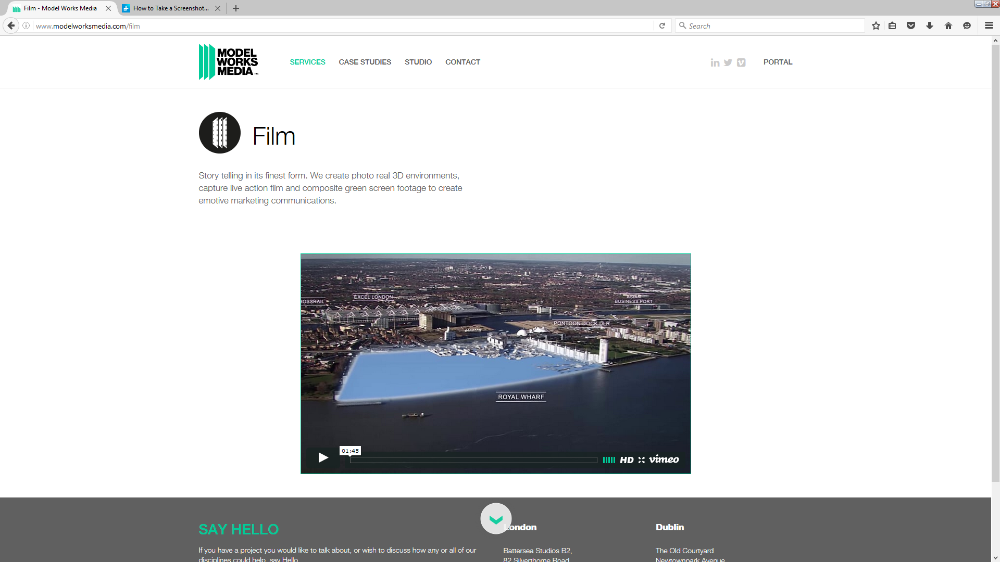 Film - Model Works Media
How to Take a Screenshot...
www.modelworksmedia.com/film
Search
MODEL
WORKS
MEDIA™
SERVICES
CASE STUDIES
STUDIO
CONTACT
PORTAL
Film
Story telling in its finest form. We create photo real 3D environments,
capture live action film and composite green screen footage to create
emotive marketing communications.
ROSSRAIL
EXCEL LONDON
ASIAN
BUSINESS PORT
PONTOON DOCK DLR
ROYAL WHARF
01:45
HD
vimeo
SAY HELLO
If you have a project you would like to talk about, or wish to discuss how any or all of our
disciplines could help, say Hello
London
Battersea Studios B2,
82 Silverthorne Road
Dublin
The Old Courtyard
Newtownpark Avenue